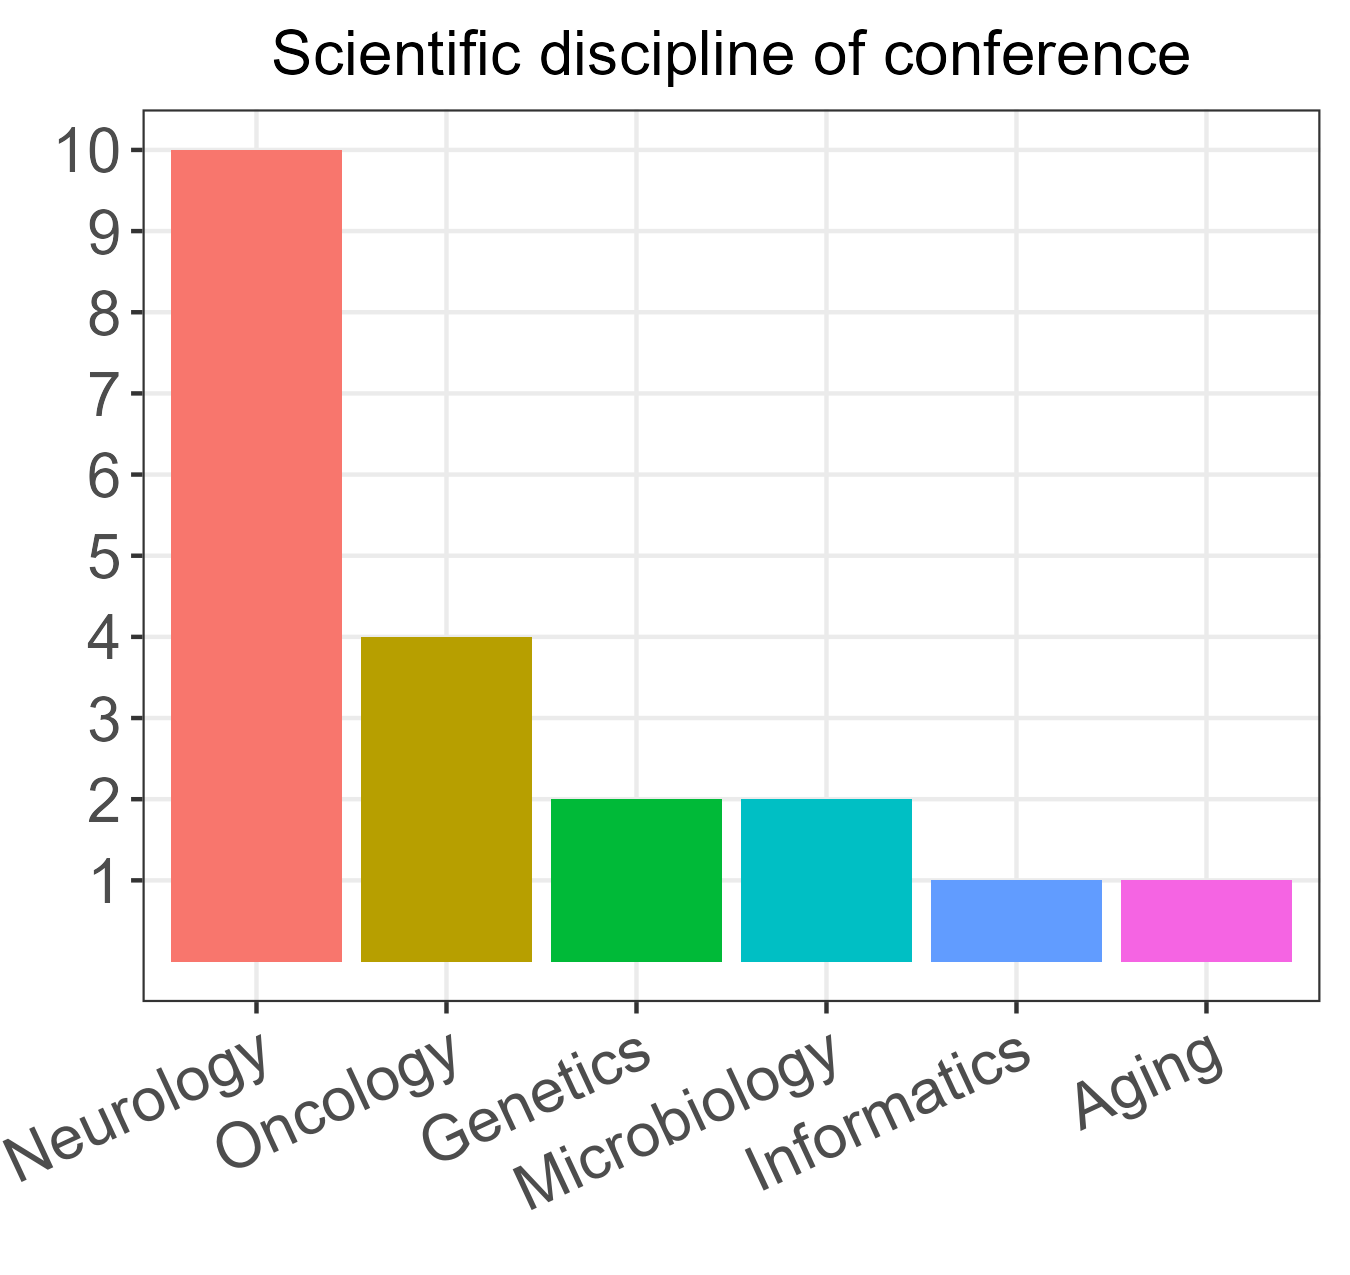 Scientific discipline of conference
10
9
8
7
6
5
4
3
2
1
Neurology
Oncology
Genetics
Microbiology
Informatics
Aging